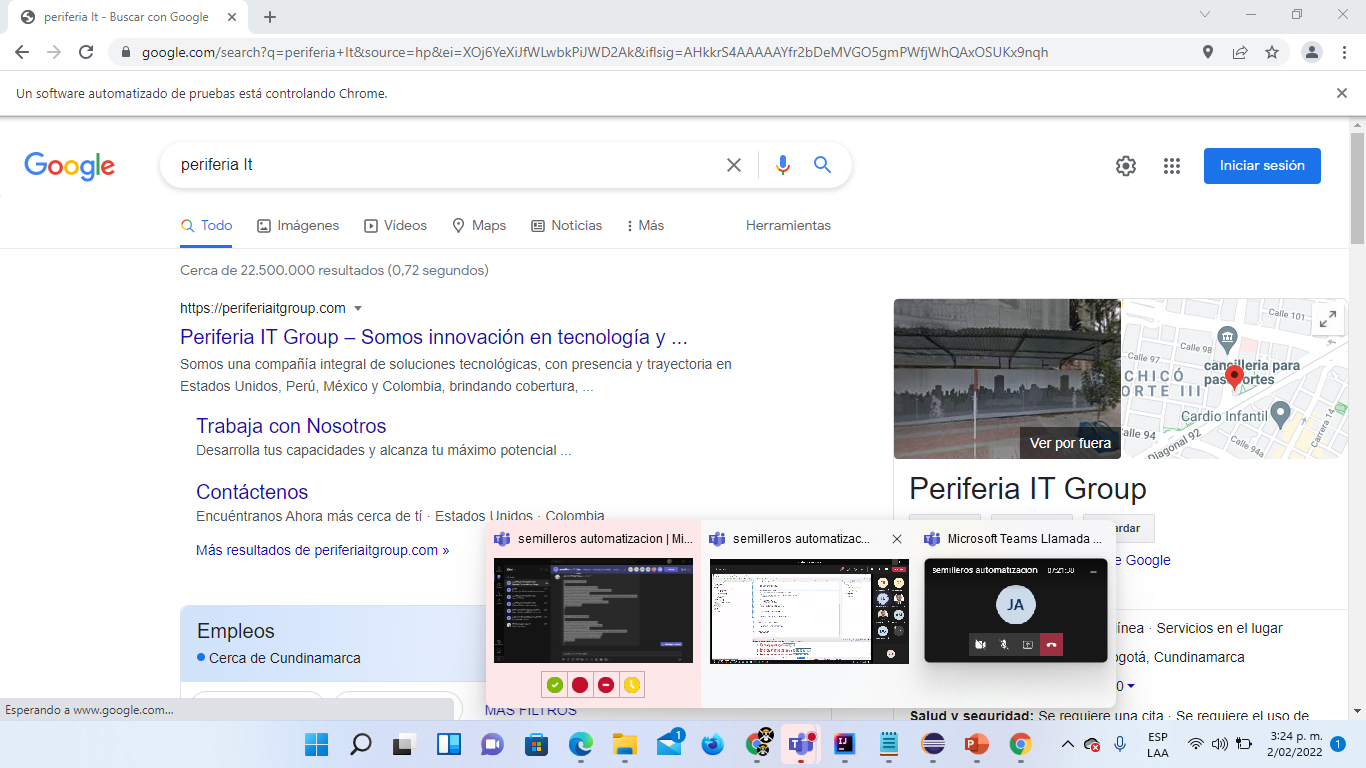 periferia It - Buscar con Google
google.com/search?q=periferia+It&source=hp&ei=XOj6YeXiJfWLwbkPiJWD2Ak&iflsig=AHkkrS4AAAAAYfr2bDeMVGO5gmPWfjWhQAxOSUKx9nqh
Un software automatizado de pruebas está controlando Chrome.
Google
periferia It
Iniciar sesión
Todo
Imágenes
Videos
Maps
Noticias
Más
Herramientas
Cerca de 22.500.000 resultados (0,72 segundos)
https://periferiaitgroup.com
Periferia IT Group – Somos innovación en tecnología y ...
Somos una compañía integral de soluciones tecnológicas, con presencia y trayectoria en
Estados Unidos, Perú, México y Colombia, brindando cobertura, ...
Trabaja con Nosotros
Desarrolla tus capacidades y alcanza tu máximo potencial ...
Contáctenos
Encuéntranos Ahora más cerca de tí · Estados Unidos · Colombia
Más resultados de periferiaitgroup.com »
Empleos
Cerca de Cundinamarca
MÁS FILTROS
Ver por fuera
Calle 101
Calle 98
Calle 97
cancilleria para
pasaportes
CHICÓ
ORTE III
Cardio Infantil
Calle 94
Diagonal 92
Calle 94a
Carrera 14
Periferia IT Group
ardar
e Google
línea · Servicios en el lugar
ogotá, Cundinamarca
0
Salud y seguridad: Se requiere una cita · Se requiere el uso de
semilleros automatizacion | Mi...
semilleros automatizac...
Microsoft Teams Llamada ...
semilleros automatizacion 07:21:30
JA
Esperando a www.google.com...
1
ESP
LAA
3:24 p. m.
2/02/2022
1